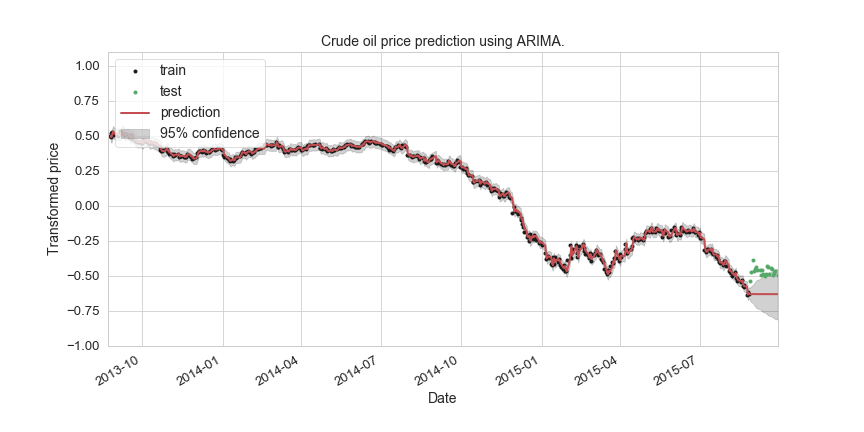 Crude oil price prediction using ARIMA.
train
test
prediction
95% confidence
1.00
0.75
0.50
0.25
0.00
−0.25
−0.50
−0.75
−1.00
Transformed price
2013-10
2014-01
2014-04
2014-07
2014-10
2015-01
2015-04
2015-07
Date